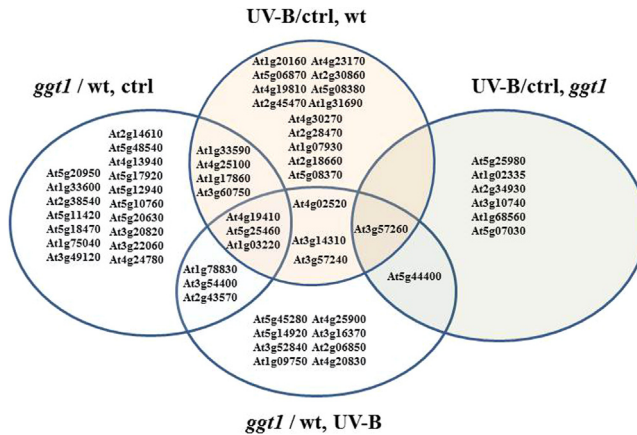 UV-B/ctrl, wt
ggt1 / wt, ctrl
UV-B/ctrl, ggt1
At1g20160 At4g23170
At5g06870 At2g30860
At4g19810 At5g08380
At2g45470 At1g31690
At4g30270
At2g28470
At1g07930
At2g18660
At5g08370
At2g14610
At5g48540
At4g13940
At5g17920
At5g12940
At5g10760
At5g20630
At3g20820
At3g22060
At4g24780
At5g20950
At1g33600
At2g38540
At5g11420
At5g18470
At1g75040
At3g49120
At1g33590
At4g25100
At1g17860
At3g60750
At5g25980
At1g02335
At2g34930
At3g10740
At1g68560
At5g07030
At4g02520
At4g19410
At5g25460
At1g03220
At3g14310
At3g57240
At3g57260
At1g78830
At3g54400
At2g43570
At5g44400
At5g45280 At4g25900
At5g14920 At3g16370
At3g52840 At2g06850
At1g09750 At4g20830
ggt1 / wt, UV-B